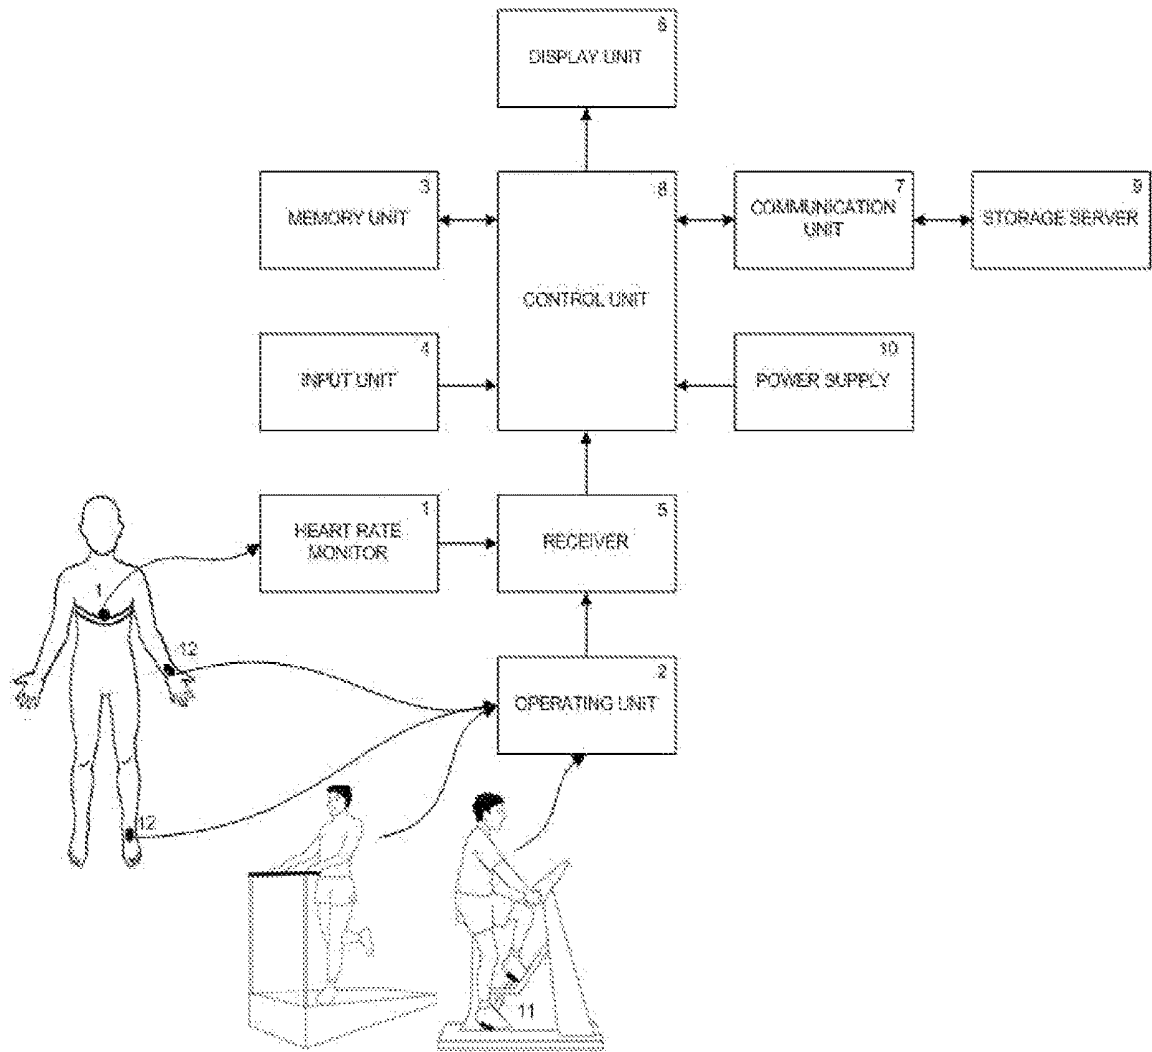 6
DISPLAY UNIT
3
MEMORY UNIT
8
CONTROL UNIT
7
COMMUNICATION
UNIT
9
STORAGE SERVER
4
INPUT UNIT
10
POWER SUPPLY
1
HEART RATE
MONITOR
5
RECEIVER
1
12
2
OPERATING UNIT
12
11